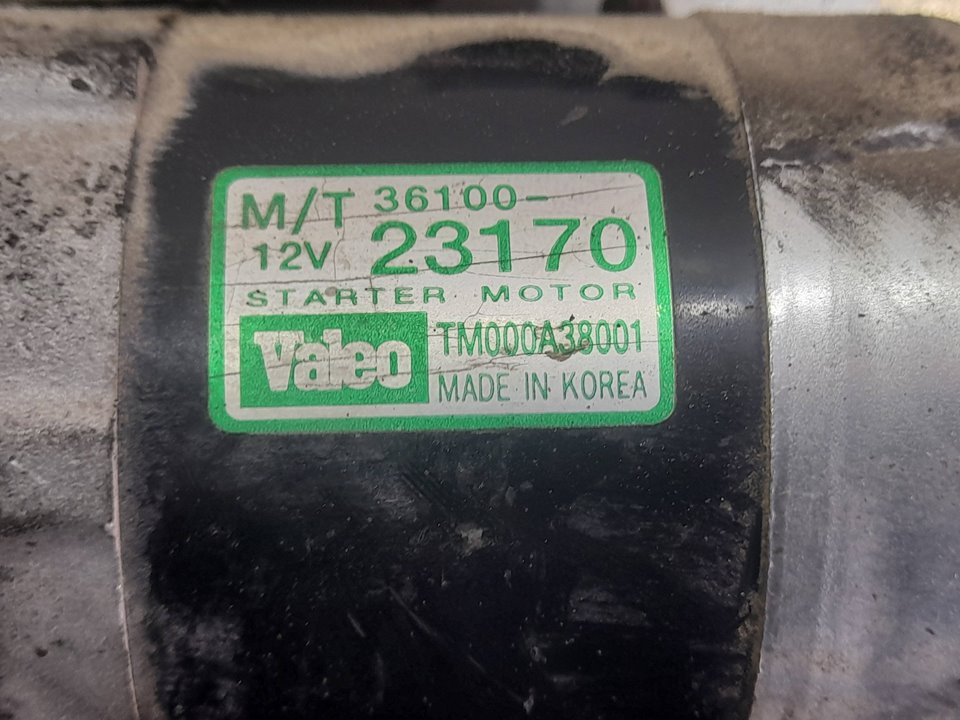 M/T 36100-
12V 23170
STARTER MOTOR
Valeo TM000A38001
MADE IN KOREA